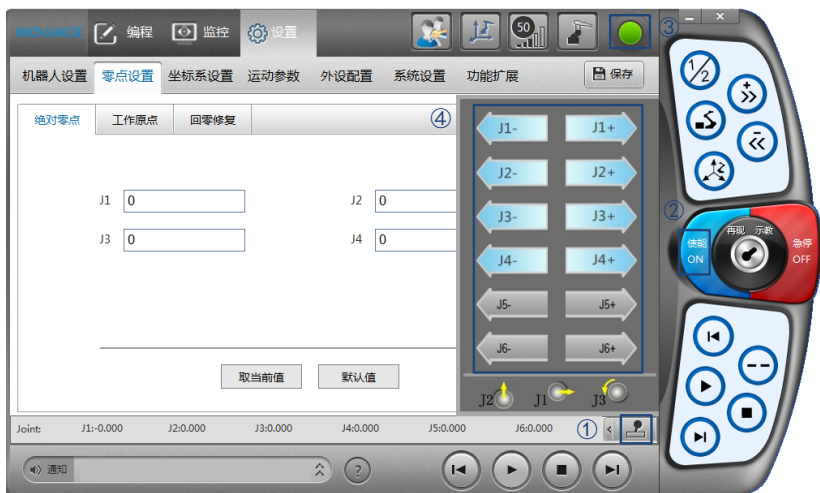 INOVANCE 编程 监控 设置 50 ③
机器人设置 零点设置 坐标系设置 运动参数 外设配置 系统设置 功能扩展 保存
绝对零点 工作原点 回零修复 ④
J1- J1+
J2- J2+
J1 0 J2 0
J3- J3+
J3 0 J4 0
J4- J4+
J5- J5+
J6- J6+
取当前值 默认值
J2 J1 J3
Joint: J1:-0.000 J2:0.000 J3:0.000 J4:0.000 J5:0.000 J6:0.000 ① <
通知 ?
1/2
+
-
Z
②
使能
ON
再现 示教
急停
OFF